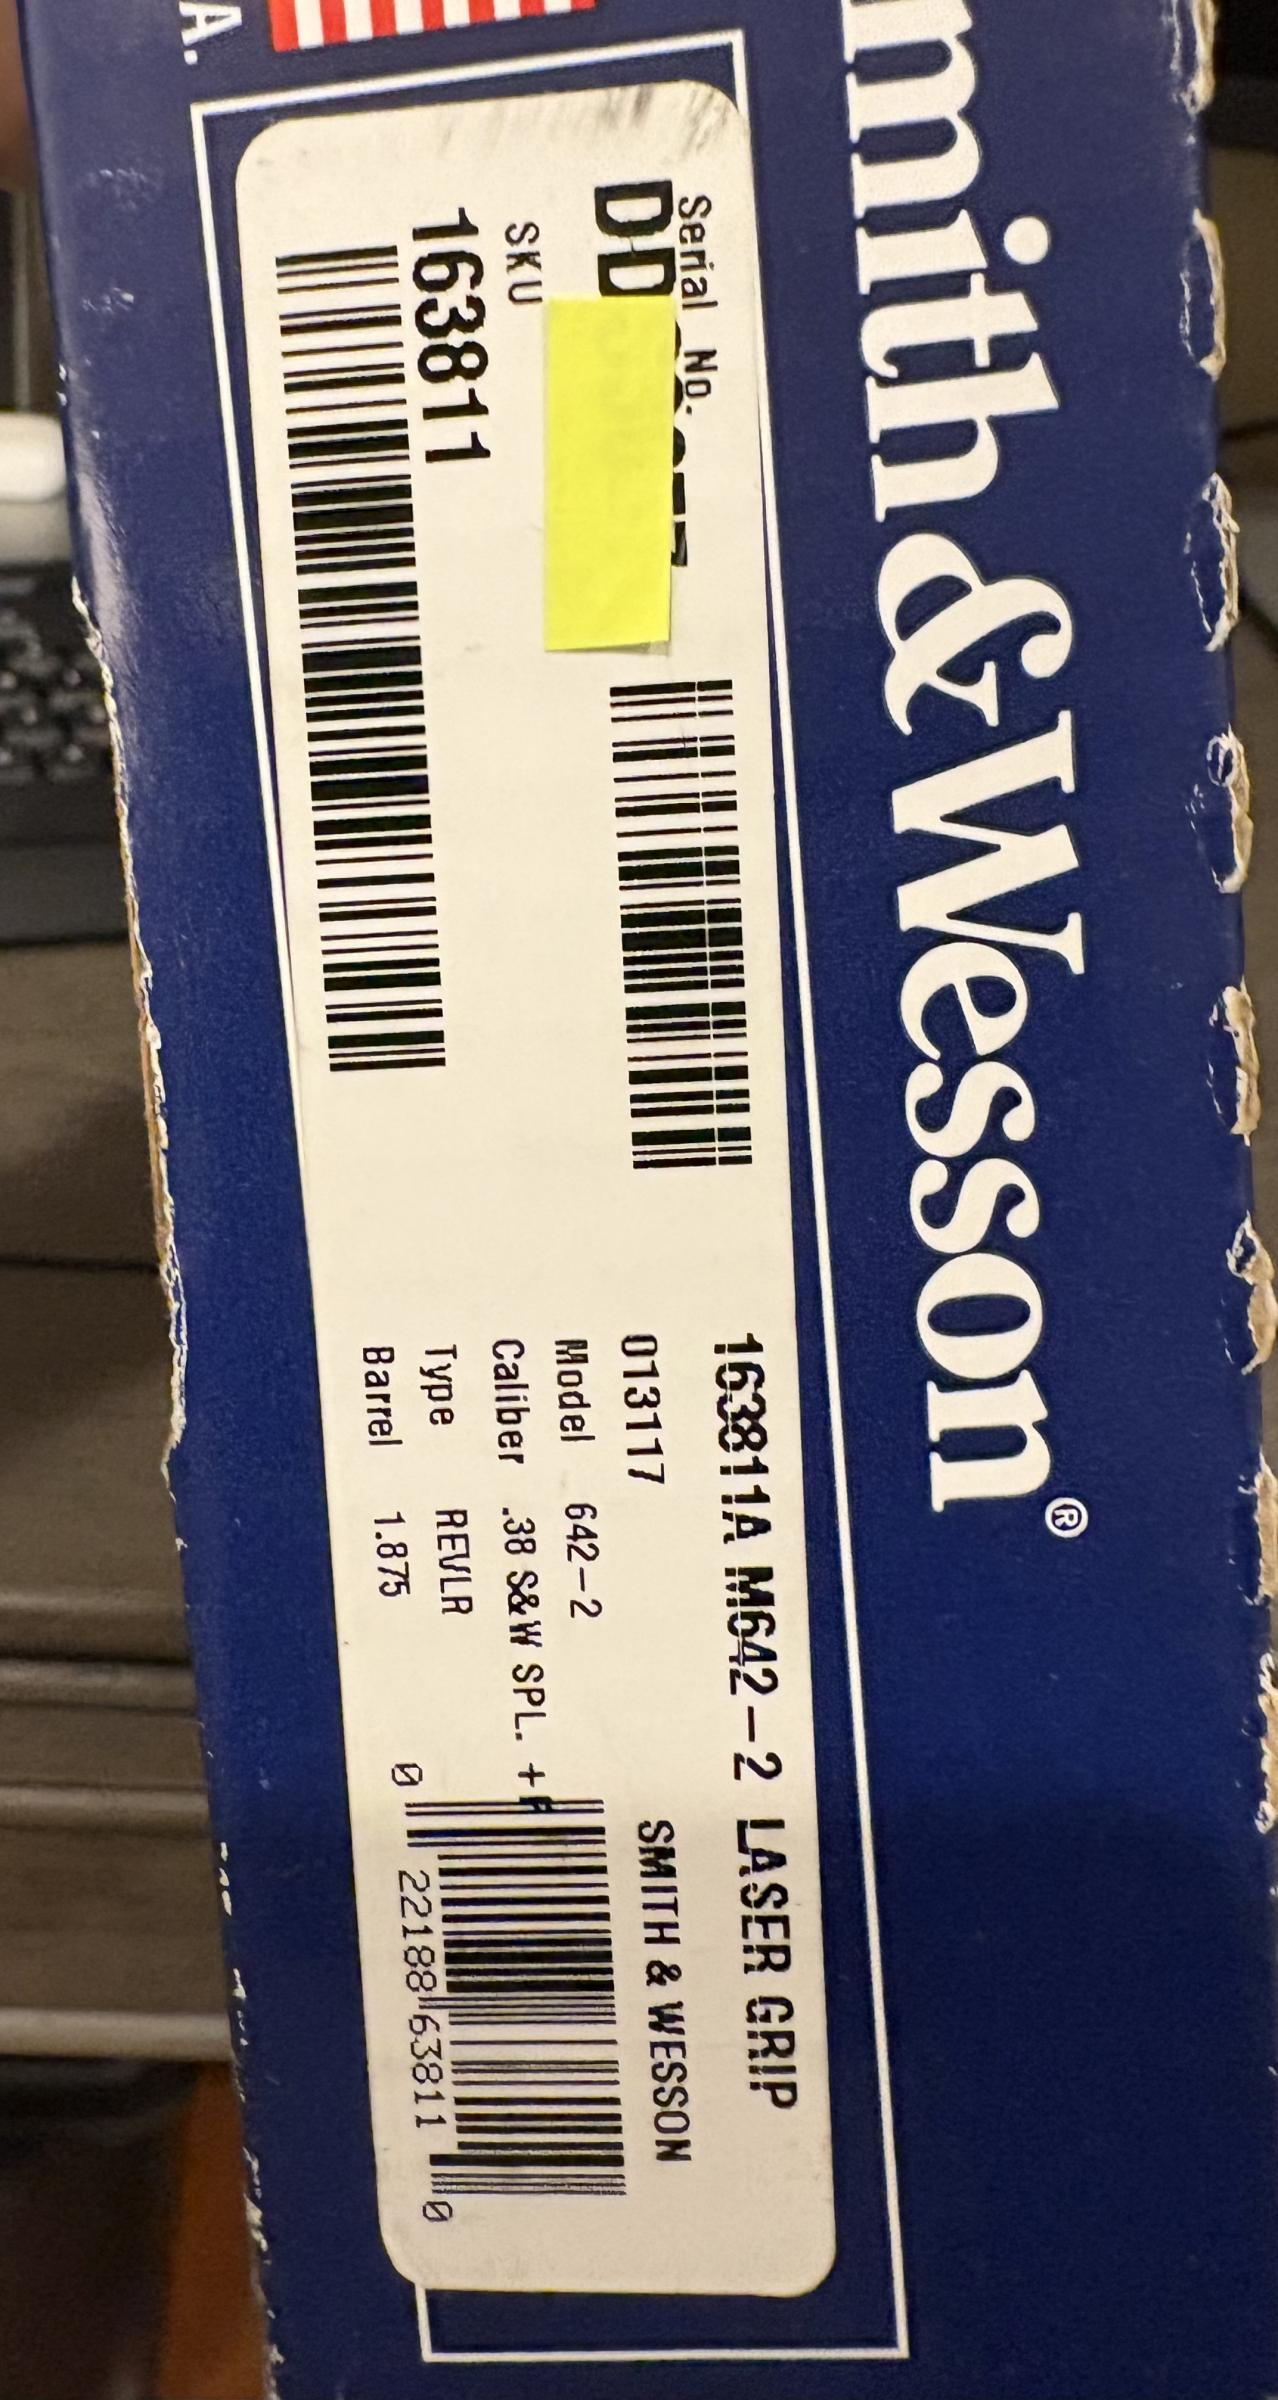 A.
mith & Wesson®
Serial No.
DD
SKU
163811
163811A M642-2 LASER GRIP
013117
SMITH & WESSON
Model 642-2
Caliber .38 S&W SPL. +P
Type REVLR
Barrel 1.875
0 22188 63811 0